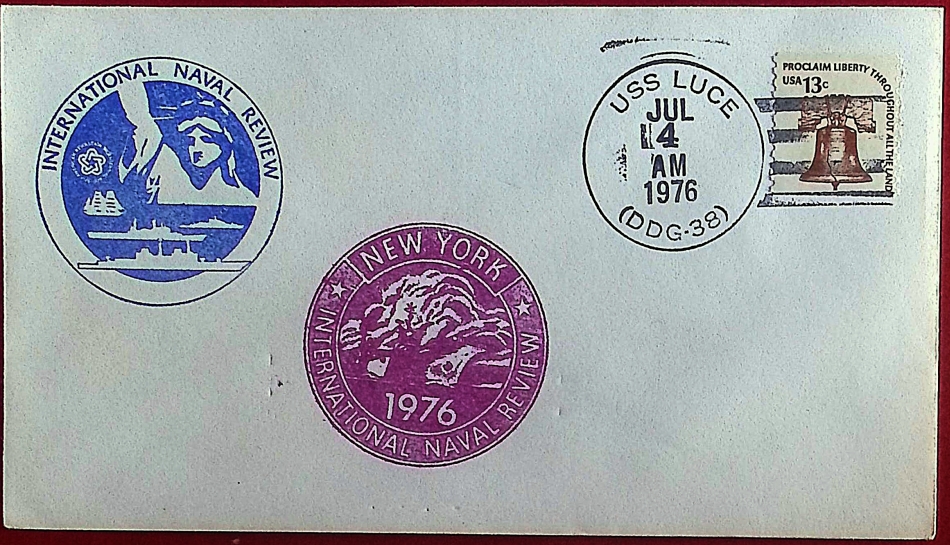 INTERNATIONAL NAVAL REVIEW
USS LUCE
JUL
4
AM
1976
(DDG-38)
PROCLAIM LIBERTY THROUGHOUT ALL THE LAND
USA 13c
NEW YORK
1976
INTERNATIONAL NAVAL REVIEW